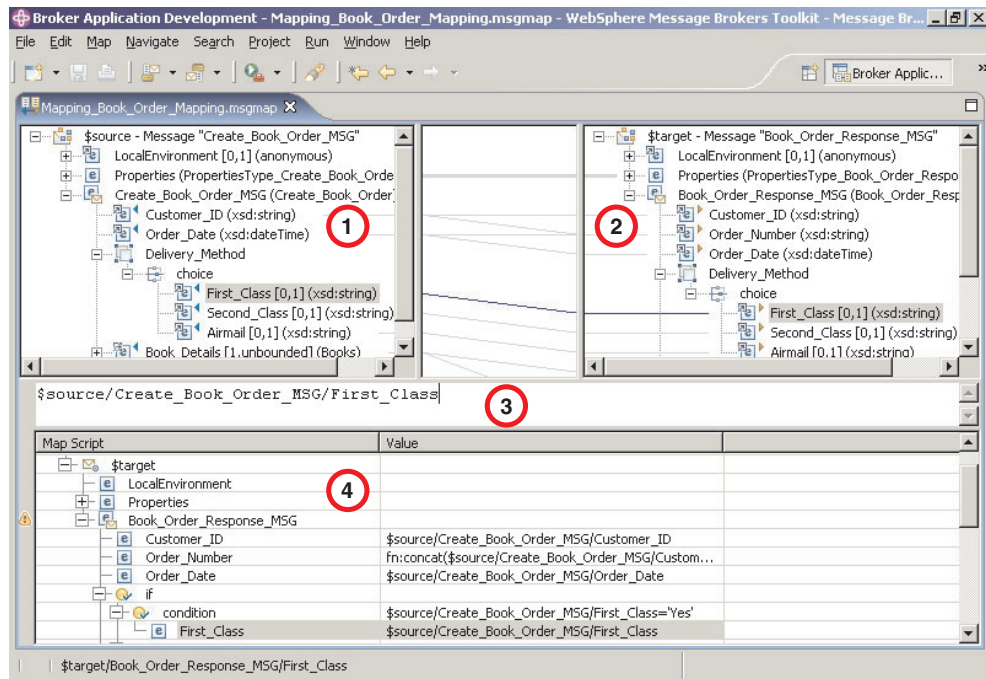 Broker Application Development - Mapping_Book_Order_Mapping.msgmap - WebSphere Message Brokers Toolkit - Message Br...
File Edit Map Navigate Search Project Run Window Help
Broker Applic...
Mapping_Book_Order_Mapping.msgmap
$source - Message "Create_Book_Order_MSG"
LocalEnvironment [0,1] (anonymous)
Properties (PropertiesType_Create_Book_Orde
Create_Book_Order_MSG (Create_Book_Order
Customer_ID (xsd:string)
Order_Date (xsd:dateTime)
Delivery_Method
choice
First_Class [0,1] (xsd:string)
Second_Class [0,1] (xsd:string)
Airmail [0,1] (xsd:string)
Book_Details [1,unbounded] (Books)
1
$target - Message "Book_Order_Response_MSG"
LocalEnvironment [0,1] (anonymous)
Properties (PropertiesType_Book_Order_Respo
Book_Order_Response_MSG (Book_Order_Resp
Customer_ID (xsd:string)
Order_Number (xsd:string)
Order_Date (xsd:dateTime)
Delivery_Method
choice
First_Class [0,1] (xsd:string)
Second_Class [0,1] (xsd:string)
Airmail [0,1] (xsd:string)
2
$source/Create_Book_Order_MSG/First_Class
3
Map Script Value
$target
LocalEnvironment
4
Properties
Book_Order_Response_MSG
Customer_ID $source/Create_Book_Order_MSG/Customer_ID
Order_Number fn:concat($source/Create_Book_Order_MSG/Custom...
Order_Date $source/Create_Book_Order_MSG/Order_Date
if
condition $source/Create_Book_Order_MSG/First_Class='Yes'
First_Class $source/Create_Book_Order_MSG/First_Class
$target/Book_Order_Response_MSG/First_Class